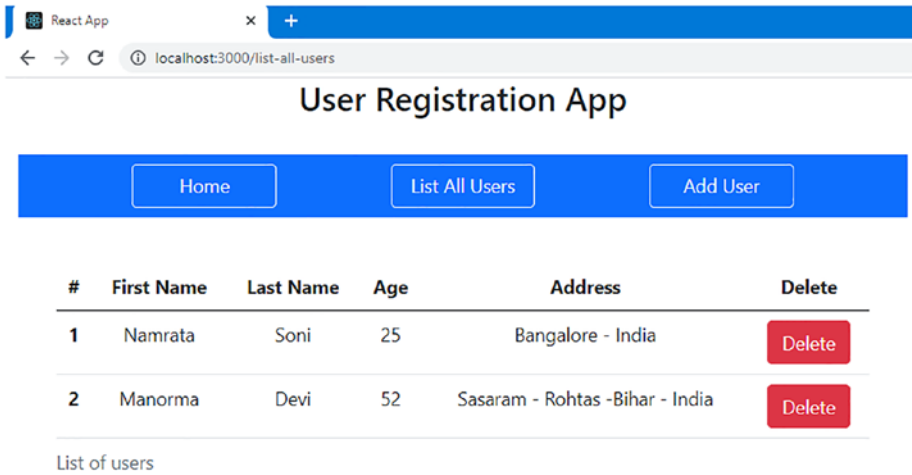 React App
localhost:3000/list-all-users
User Registration App
Home List All Users Add User
# First Name Last Name Age Address Delete
1 Namrata Soni 25 Bangalore - India Delete
2 Manorma Devi 52 Sasaram - Rohtas -Bihar - India Delete
List of users